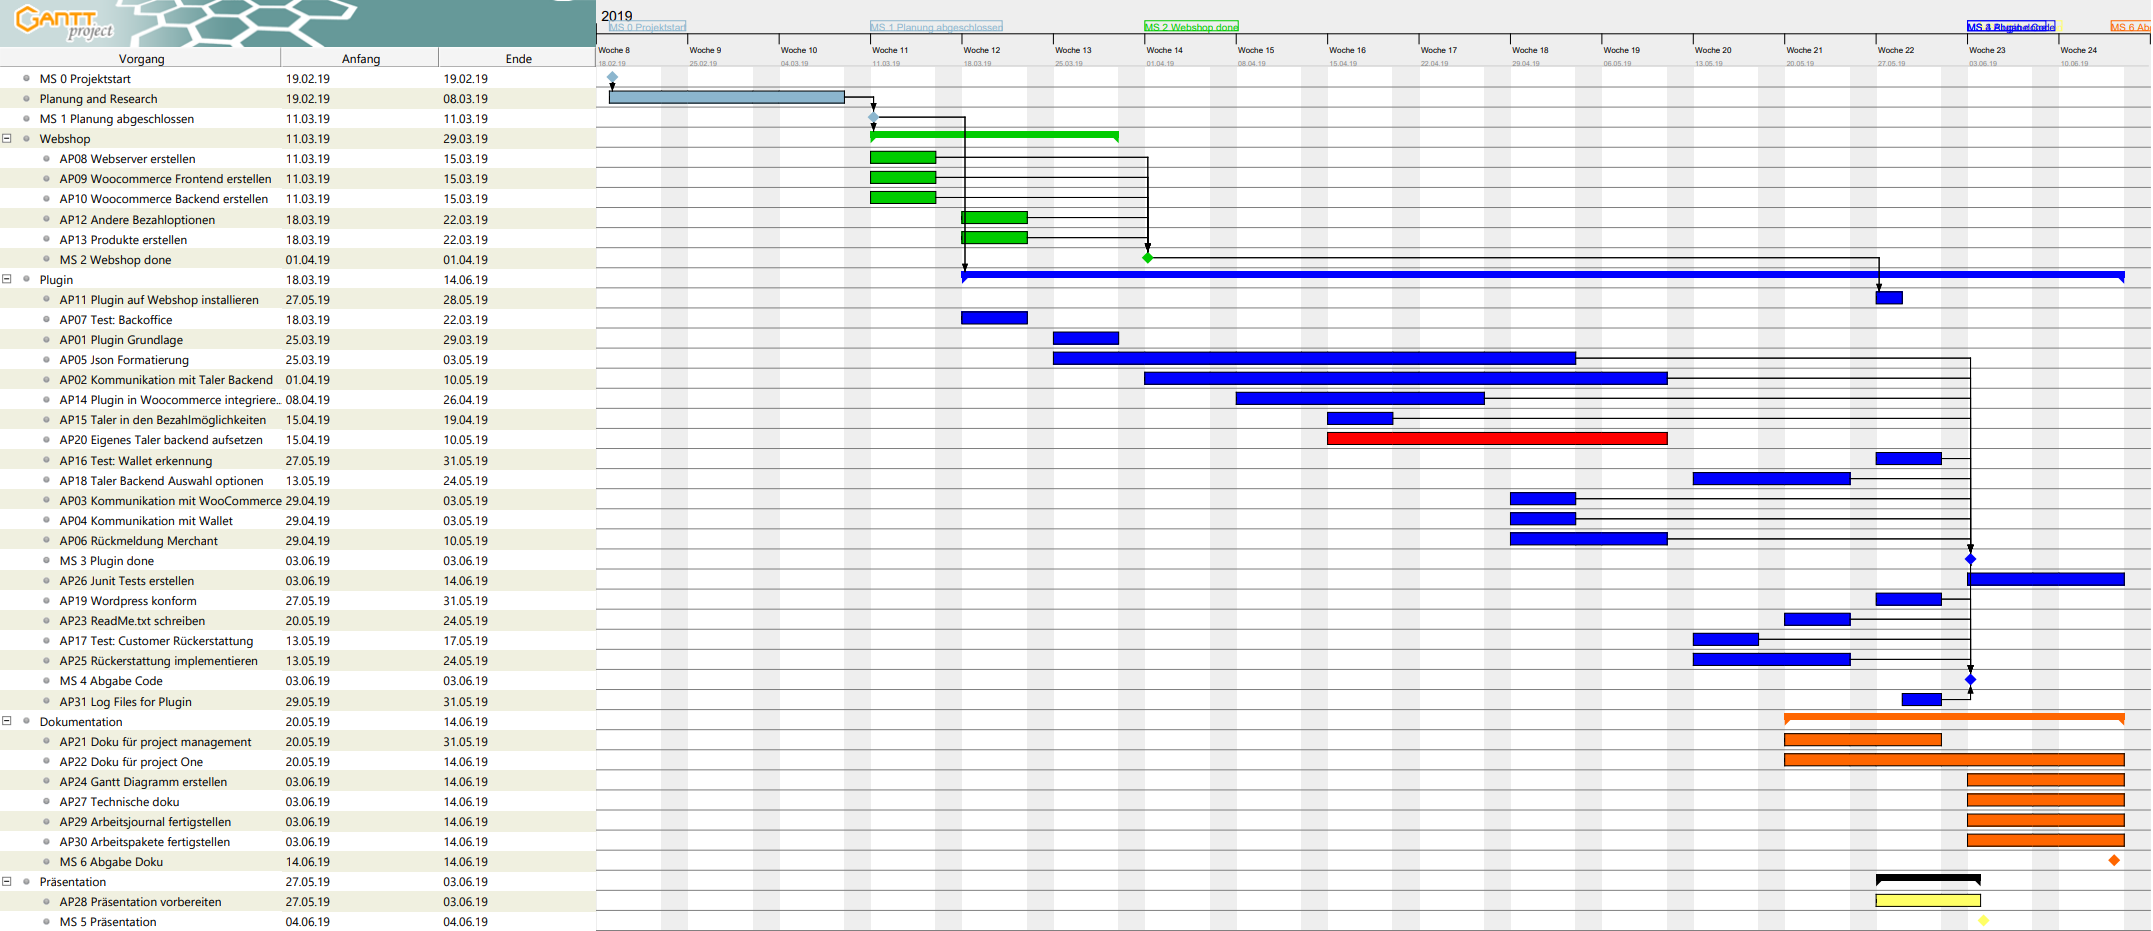 GANTT
project
2019
MS 0 Projektstart
MS 1 Planung abgeschlossen
MS 2 Webshop done
Woche 8
Woche 9
Woche 10
Woche 11
Woche 12
Woche 13
Woche 14
Woche 15
Woche 16
Woche 17
Woche 18
Woche 19
Woche 20
Woche 21
Woche 22
Woche 23
Woche 24
18.02.19
25.02.19
04.03.19
11.03.19
18.03.19
25.03.19
01.04.19
08.04.19
15.04.19
22.04.19
29.04.19
06.05.19
13.05.19
20.05.19
27.05.19
03.06.19
10.06.19
Vorgang Anfang Ende
MS 0 Projektstart 19.02.19 19.02.19
Planung and Research 19.02.19 08.03.19
MS 1 Planung abgschlossen 11.03.19 11.03.19
Webshop 11.03.19 29.03.19
AP08 Webserver erstellen 11.03.19 15.03.19
AP09 Woocommerce Frontend erstellen 11.03.19 15.03.19
AP10 Woocommerce Backend erstellen 11.03.19 15.03.19
AP12 Andere Bezahloptionen 18.03.19 22.03.19
AP13 Produkte erstellen 18.03.19 22.03.19
MS 2 Webshop done 01.04.19 01.04.19
Plugin 18.03.19 14.06.19
AP11 Plugin auf Webshop installieren 27.05.19 28.05.19
AP07 Test: Backoffice 18.03.19 22.03.19
AP01 Plugin Grundlage 25.03.19 29.03.19
AP05 Json Formatierung 25.03.19 03.05.19
AP02 Kommunikation mit Taler Backend 01.04.19 10.05.19
AP14 Plugin in Woocommerce integriere.. 08.04.19 26.04.19
AP15 Taler in den Bezahlmöglichkeiten 15.04.19 19.04.19
AP20 Eigenes Taler backend aufsetzen 15.04.19 10.05.19
AP16 Test: Wallet erkennung 27.05.19 31.05.19
AP18 Taler Backend Auswahl optionen 13.05.19 24.05.19
AP03 Kommunikation mit WooCommerce 29.04.19 03.05.19
AP04 Kommunikation mit Wallet 29.04.19 03.05.19
AP06 Rückmeldung Merchant 29.04.19 10.05.19
MS 3 Plugin done 03.06.19 03.06.19
AP26 Junit Tests erstellen 03.06.19 14.06.19
AP19 Wordpress konform 27.05.19 31.05.19
AP23 ReadMe.txt schreiben 20.05.19 24.05.19
AP17 Test: Customer Rückerstattung 13.05.19 17.05.19
AP25 Rückerstattung implementieren 13.05.19 24.05.19
MS 4 Abgabe Code 03.06.19 03.06.19
AP31 Log Files for Plugin 29.05.19 31.05.19
Dokumentation 20.05.19 14.06.19
AP21 Doku für project management 20.05.19 31.05.19
AP22 Doku für project One 20.05.19 14.06.19
AP24 Gantt Diagramm erstellen 03.06.19 14.06.19
AP27 Technische doku 03.06.19 14.06.19
AP29 Arbeitsjournal fertigstellen 03.06.19 14.06.19
AP30 Arbeitspakete fertigstellen 03.06.19 14.06.19
MS 6 Abgabe Doku 14.06.19 14.06.19
Präsentation 27.05.19 03.06.19
AP28 Präsentation vorbereiten 27.05.19 03.06.19
MS 5 Präsentation 04.06.19 04.06.19